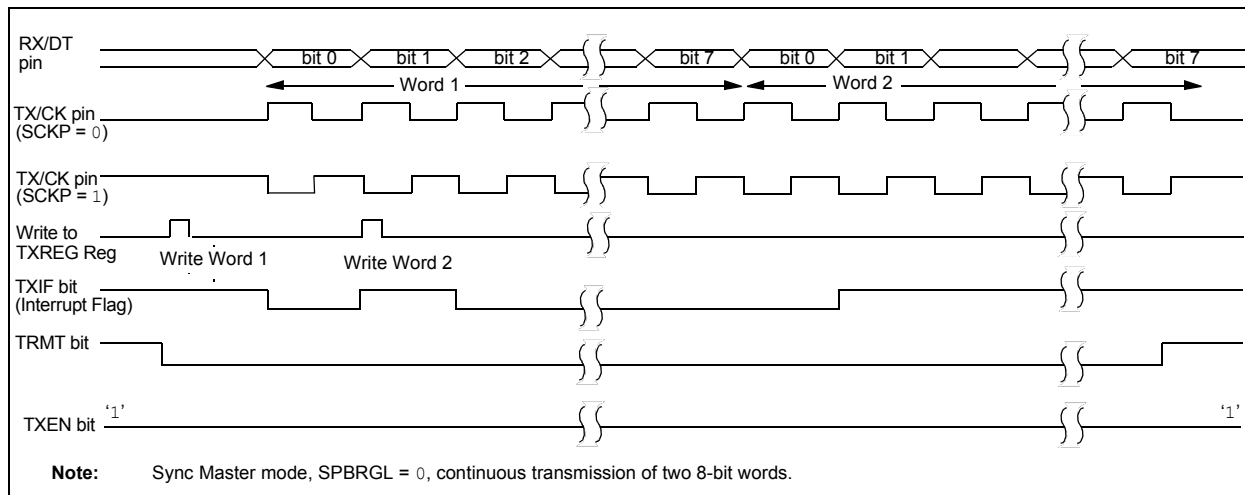 RX/DT
pin
bit 0 bit 1 bit 2 bit 7 bit 0 bit 1 bit 7
Word 1 Word 2
TX/CK pin
(SCKP = 0)
TX/CK pin
(SCKP = 1)
Write to
TXREG Reg
Write Word 1 Write Word 2
TXIF bit
(Interrupt Flag)
TRMT bit
TXEN bit ‘1’ ‘1’
Note: Sync Master mode, SPBRGL = 0, continuous transmission of two 8-bit words.